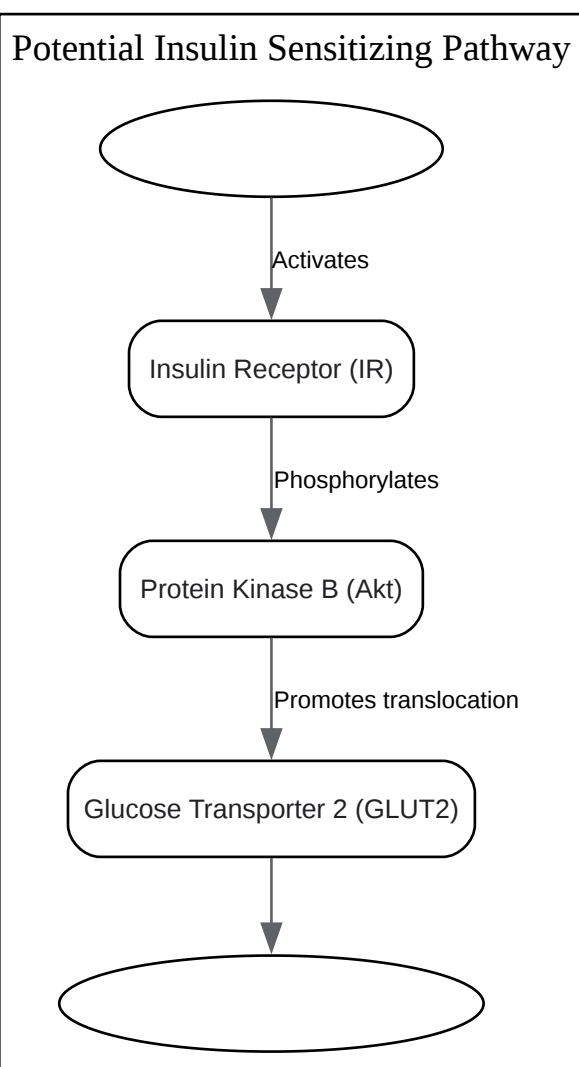 Potential Insulin Sensitizing Pathway
Activates
Insulin Receptor (IR)
Phosphorylates
Protein Kinase B (Akt)
Promotes translocation
Glucose Transporter 2 (GLUT2)